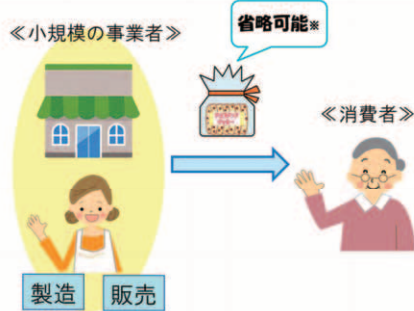 省略可能※
≪小規模の事業者≫
≪消費者≫
製造
販売